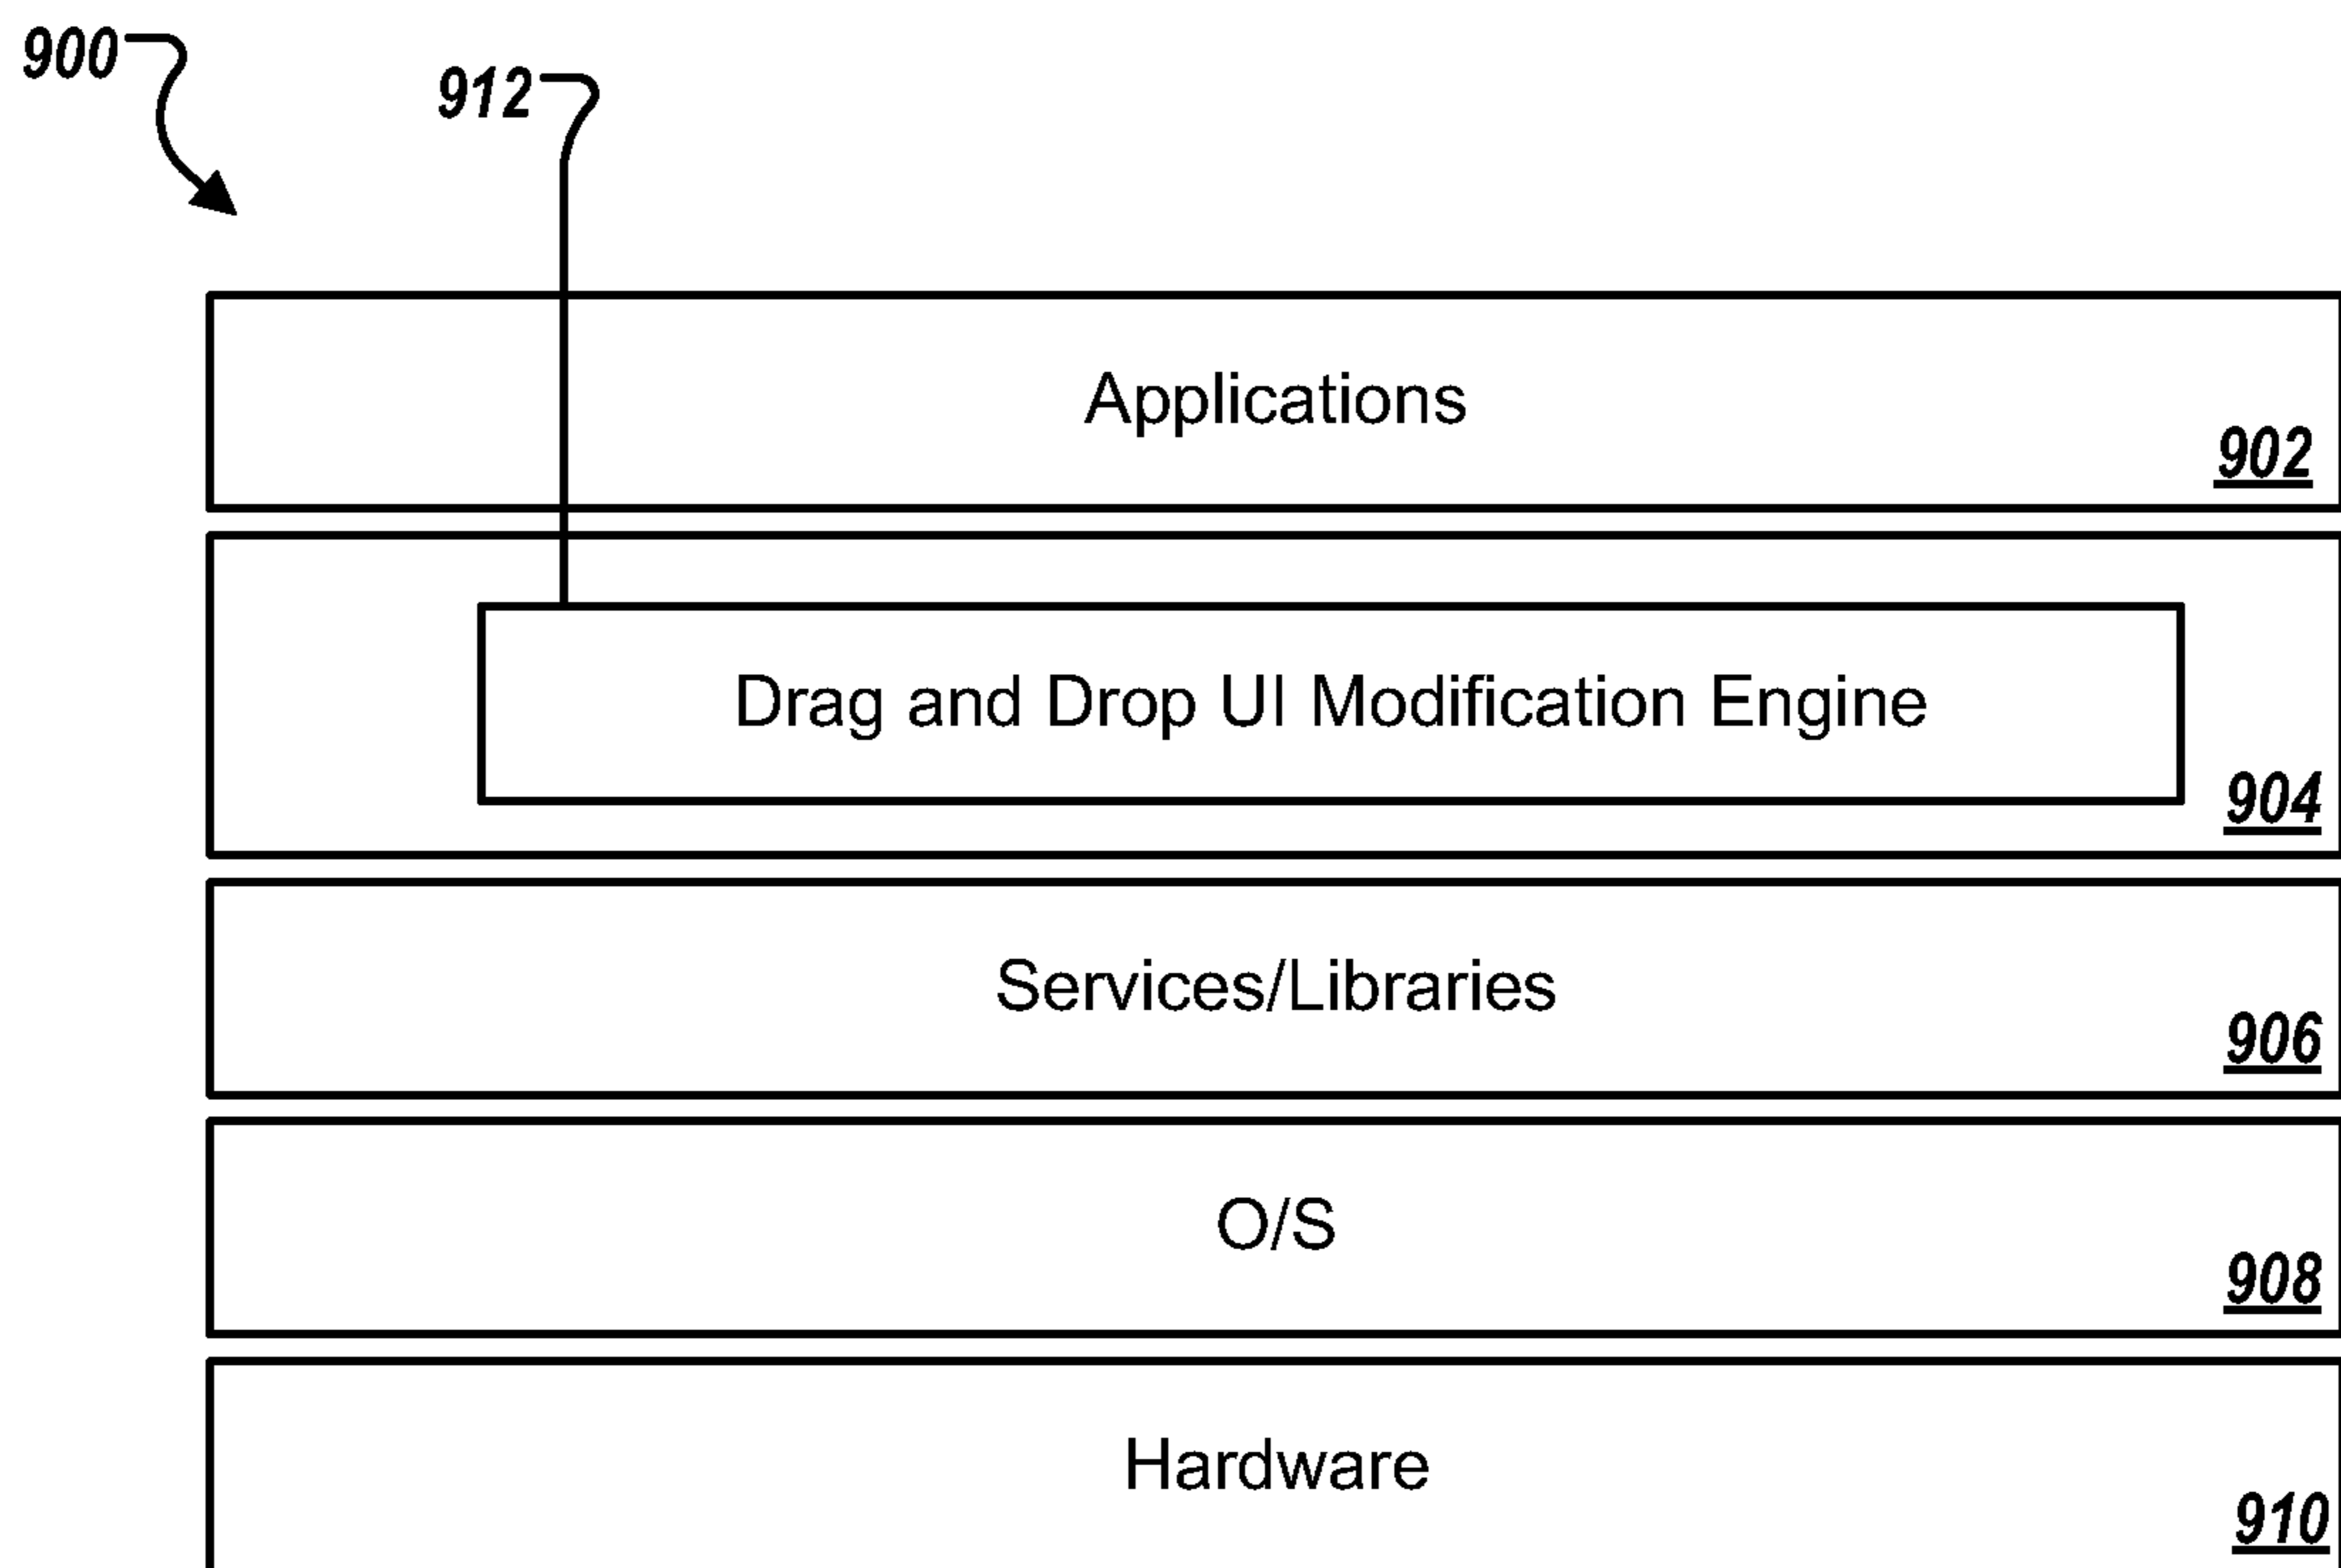 900
912
Applications
902
Drag and Drop UI Modification Engine
904
Services/Libraries
906
O/S
908
Hardware
910